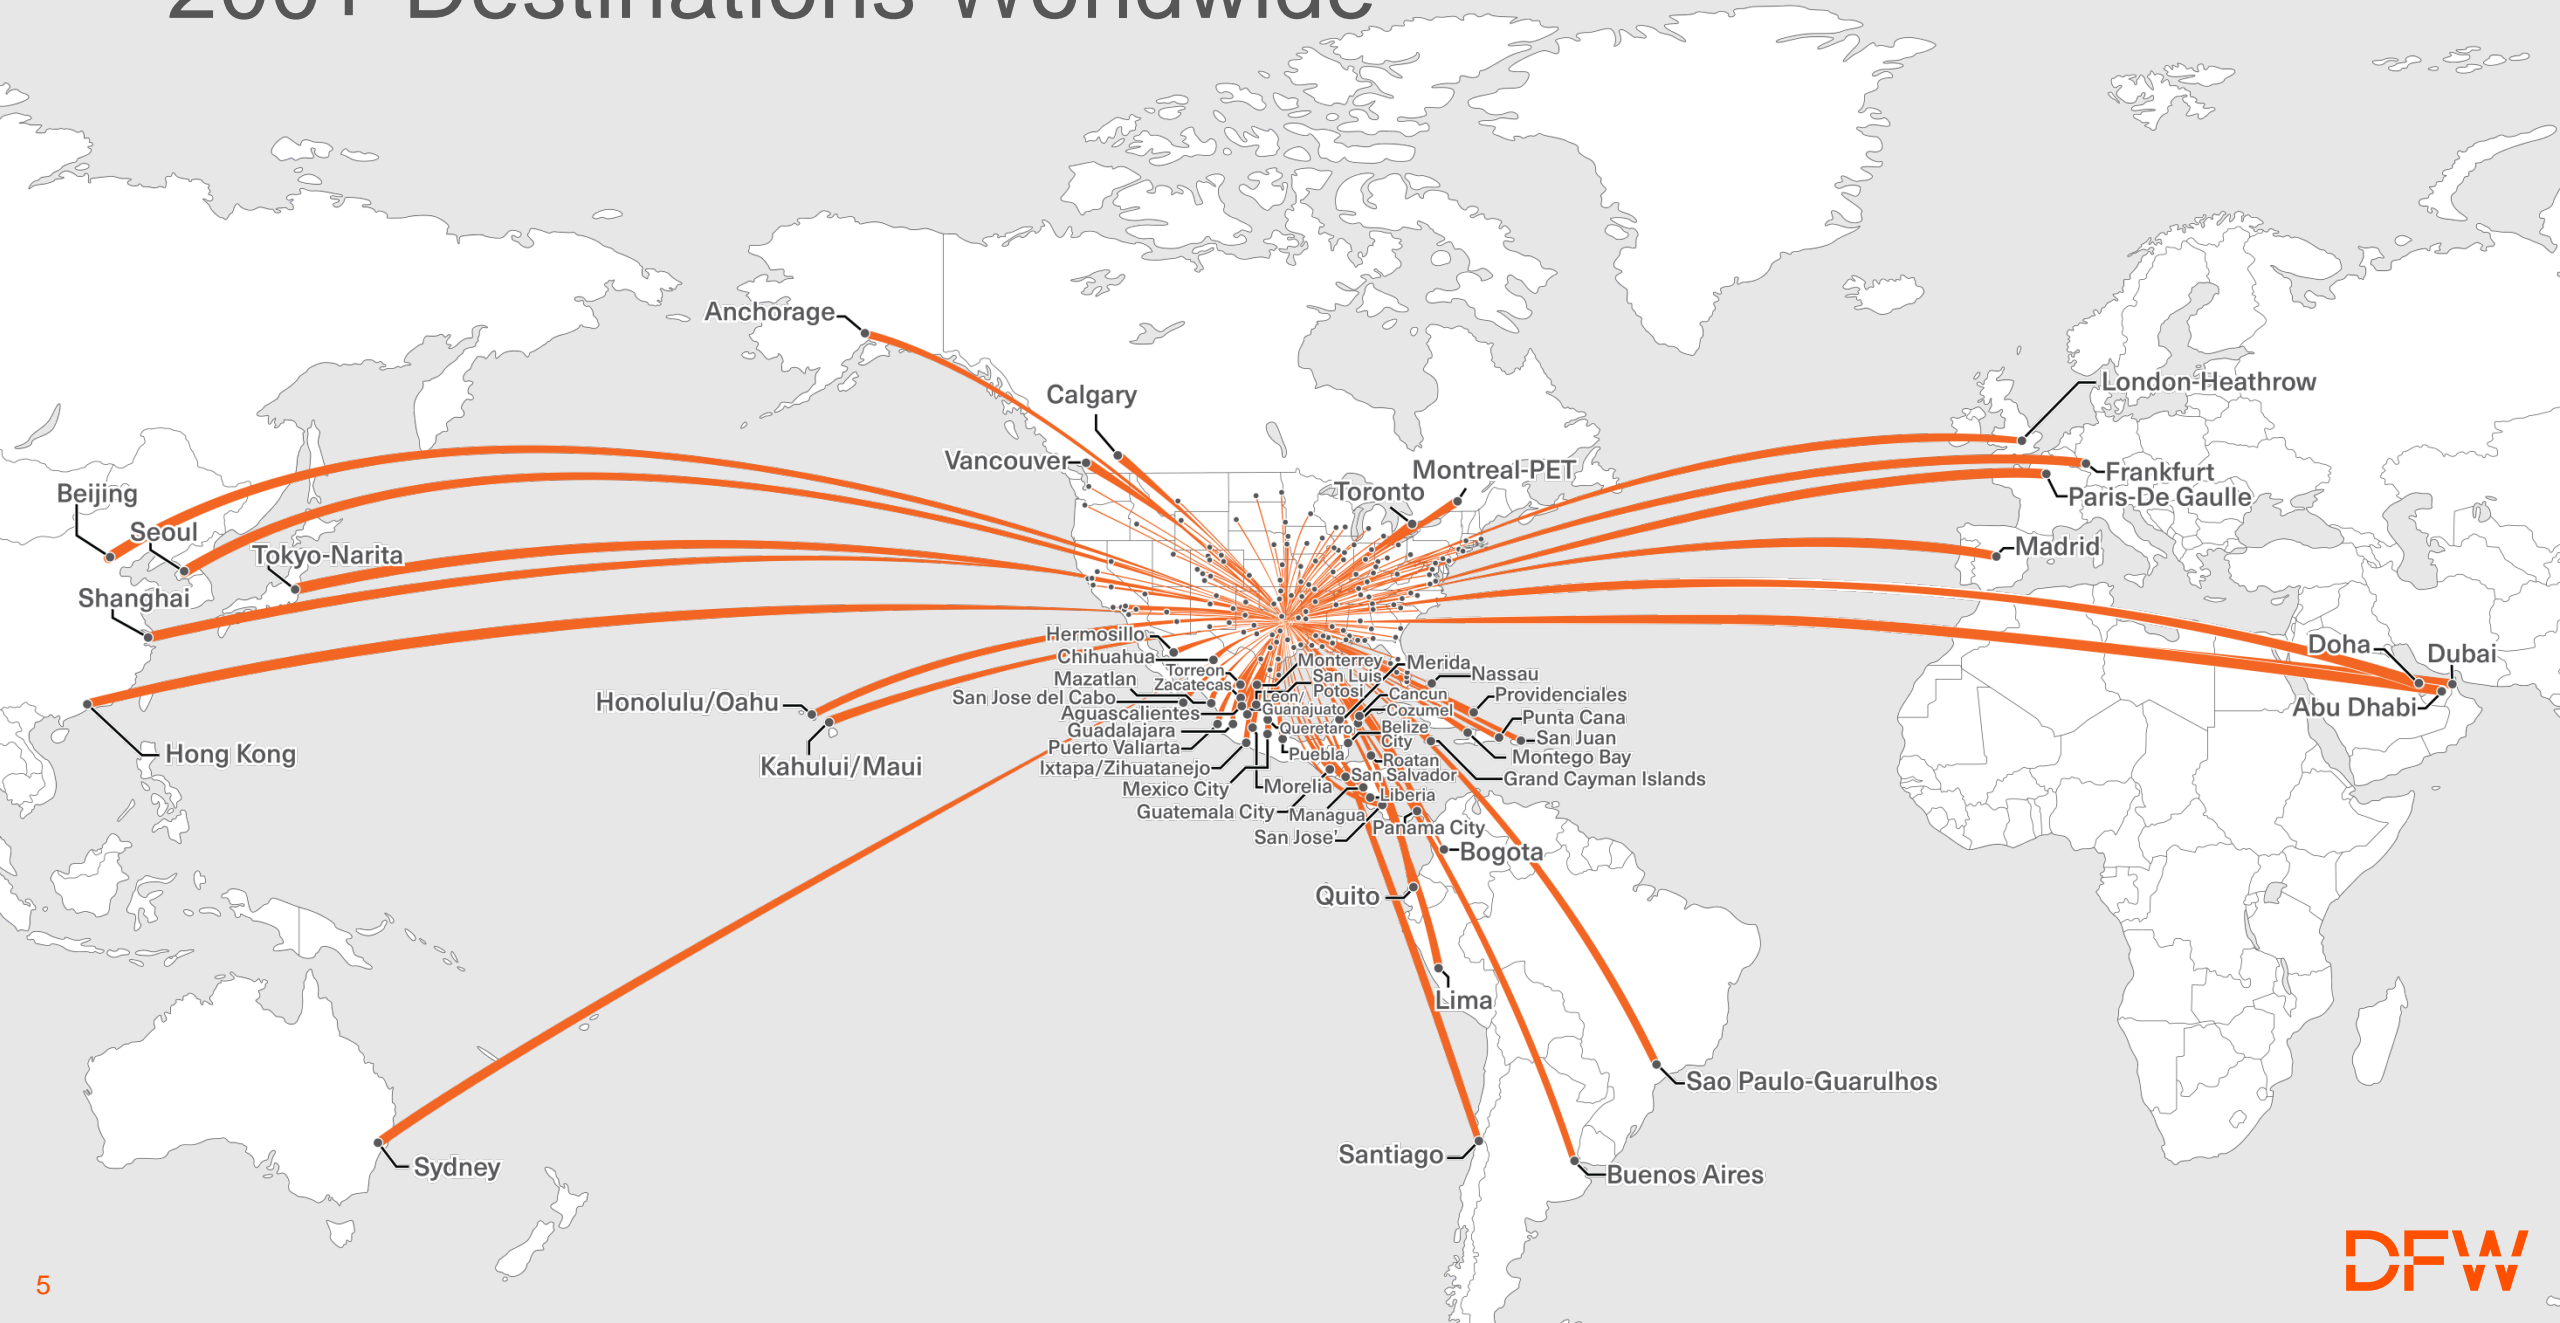 Destinations Worldwide
Anchorage
Calgary
Vancouver
Montreal-PET
Toronto
London-Heathrow
Frankfurt
Paris-De Gaulle
Madrid
Beijing
Seoul
Tokyo-Narita
Shanghai
Hong Kong
Honolulu/Oahu
Kahului/Maui
Doha
Dubai
Abu Dhabi
Hermosillo
Chihuahua
Torreon
Mazatlan
Zacatecas
San Jose del Cabo
Aguascalientes
Guadalajara
Puerto Vallarta
Ixtapa/Zihuatanejo
Mexico City
Morelia
Guatemala City
Managua
San Jose'
Monterrey
San Luis
Potosi
Leon/
Guanajuato
Queretaro
Puebla
Merida
Cancun
Cozumel
Belize
City
Roatan
San Salvador
Liberia
Panama City
Nassau
Providenciales
Punta Cana
San Juan
Montego Bay
Grand Cayman Islands
Bogota
Quito
Lima
Sao Paulo-Guarulhos
Santiago
Buenos Aires
Sydney
5
DFW